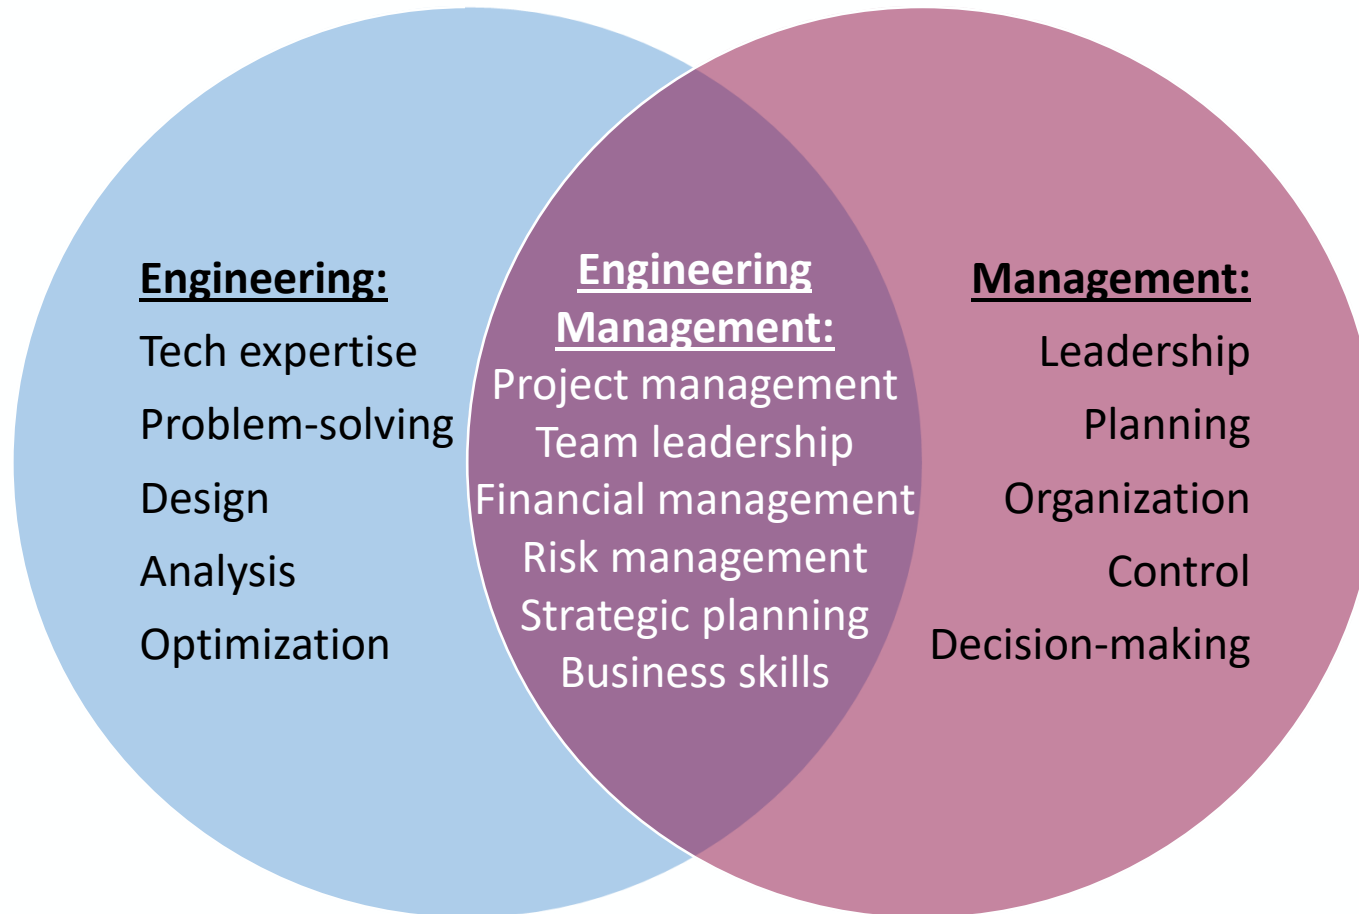 Engineering:
Tech expertise
Problem-solving
Design
Analysis
Optimization
Engineering
Management:
Project management
Team leadership
Financial management
Risk management
Strategic planning
Business skills
Management:
Leadership
Planning
Organization
Control
Decision-making